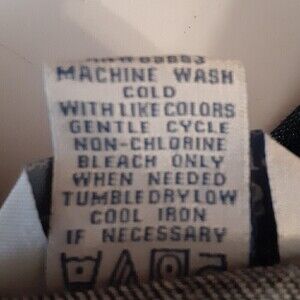 MACHINE WASH
COLD
WITH LIKE COLORS
GENTLE CYCLE
NON-CHLORINE
BLEACH ONLY
WHEN NEEDED
TUMBLE DRY LOW
COOL IRON
IF NECESSARY